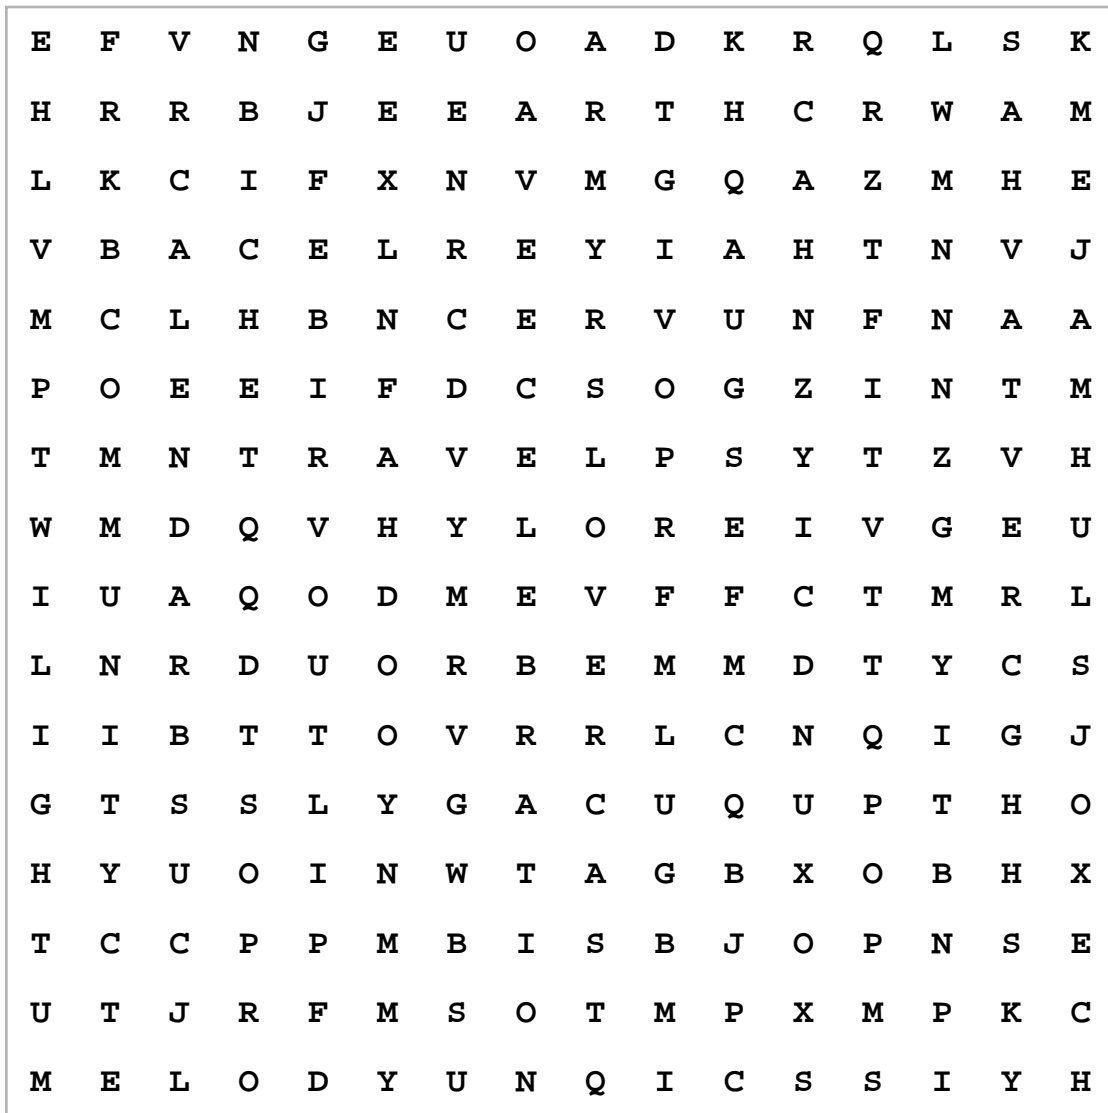 E F V N G E U O A D K R Q L S K
H R R B J E E A R T H C R W A M
L K C I F X N V M G Q A Z M H E
V B A C E L R E Y I A H T N V J
M C L H B N C E R V U N F N A A
P O E E I F D C S O G Z I N T M
T M N T R A V E L P S Y T Z V H
W M D Q V H Y L O R E I V G E U
I U A Q O D M E V F F C T M R L
L N R D U O R B E M M D T Y C S
I I B T T O V R R L C N Q I G J
G T S S L Y G A C U Q U P T H O
H Y U O I N W T A G B X O B H X
T C C P P M B I S B J O P N S E
U T J R F M S O T M P X M P K C
M E L O D Y U N Q I C S S I Y H